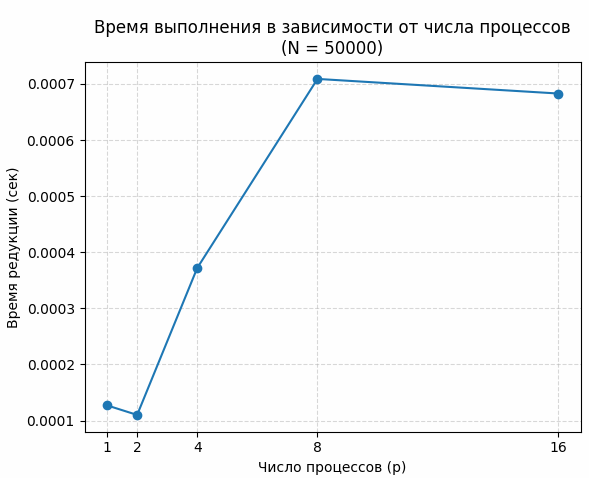 Время выполнения в зависимости от числа процессов
(N = 50000)
0.0007
0.0006
0.0005
0.0004
0.0003
0.0002
0.0001
Время редукции (сек)
1 2 4 8 16
Число процессов (p)